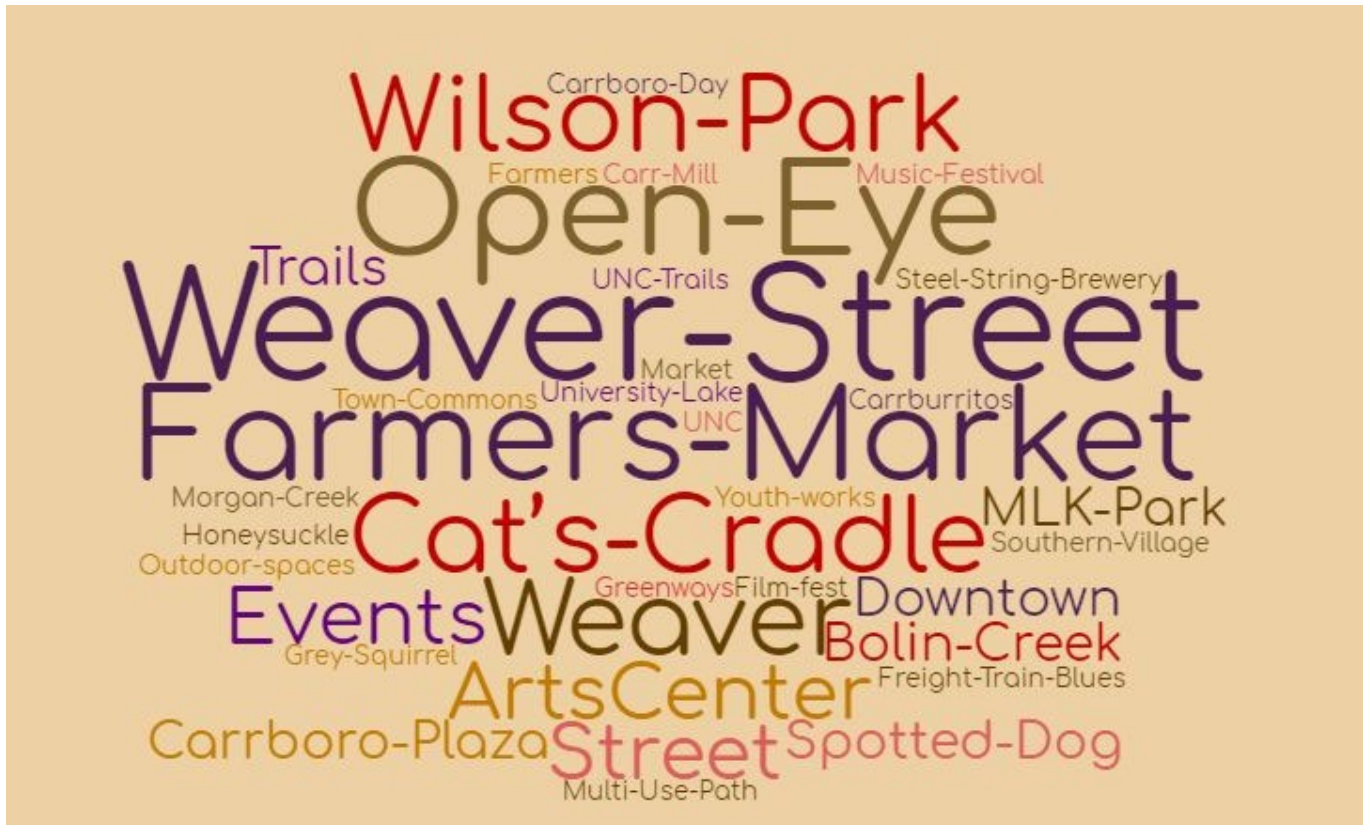 Carrboro-Day
Wilson-Park
Farmers Carr-Mill Music-Festival
Open-Eye
Trails UNC-Trails Steel-String-Brewery
Weaver-Street
Market
Town-Commons University-Lake Carrburritos
UNC
Farmers-Market
Morgan-Creek Youth-works MLK-Park
Cat's-Cradle
Honeysuckle Southern-Village
Outdoor-spaces
Greenways Film-fest Downtown
Events Weaver
Bolin-Creek
Grey-Squirrel
ArtsCenter Freight-Train-Blues
Carrboro-Plaza Street Spotted-Dog
Multi-Use-Path